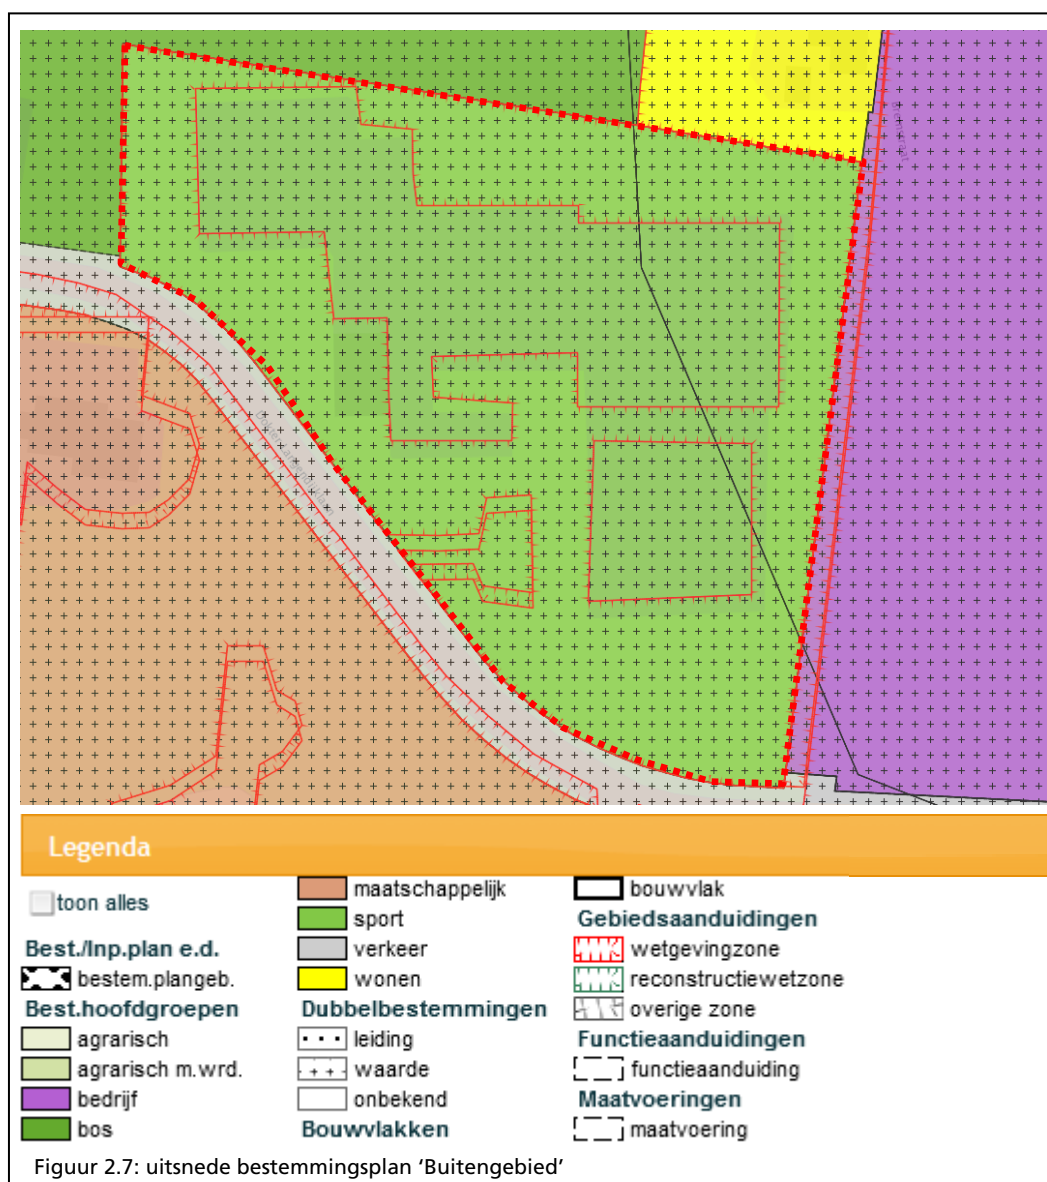 Legenda
toon alles
Best./Inp.plan e.d.
bestem.plangeb.
Best.hoofdgroepen
agrarisch
agrarisch m.wrd.
bedrijf
bos
maatschappelijk
sport
verkeer
wonen
Dubbelbestemmingen
leiding
waarde
onbekend
Bouwvlakken
bouwvlak
Gebiedsaanduidingen
wetgevingzone
reconstructiewetzone
overige zone
Functieaanduidingen
functieaanduiding
Maatvoeringen
maatvoering
Figuur 2.7: uitsnede bestemmingsplan ‘Buitengebied’